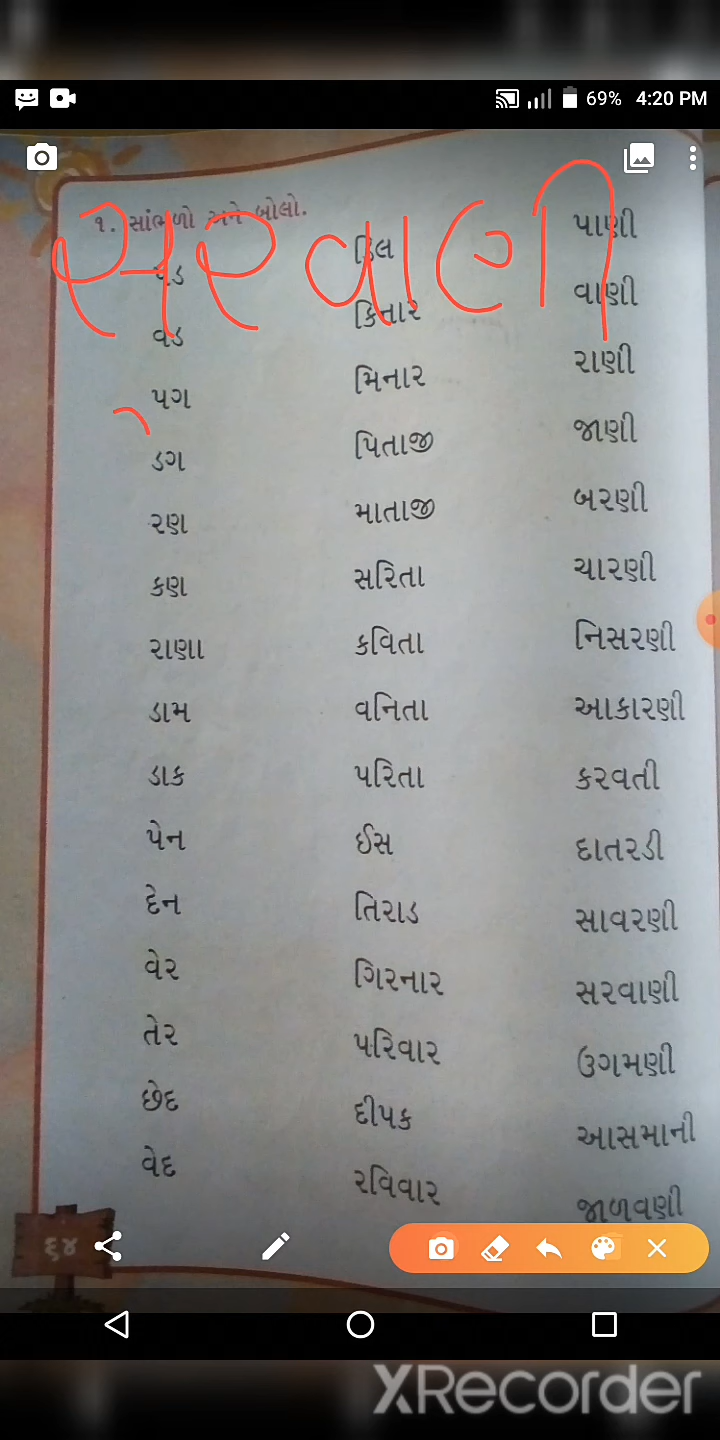 69% 4:20 PM
૧. સાંભળો અને બોલો.
સરવાણી
વડ
પગ
ડગ
રણ
કણ
રાણા
ડામ
ડાક
પેન
દેન
વેર
તેર
છેદ
વેદ
કિનાર
મિનાર
પિતાજી
માતાજી
સરિતા
કવિતા
વનિતા
પરિતા
ઈસ
તિરાડ
ગિરનાર
પરિવાર
દીપક
રવિવાર
પાણી
વાણી
રાણી
જાણી
બરણી
ચારણી
નિસરણી
આકારણી
કરવતી
દાતરડી
સાવરણી
સરવાણી
ઉગમણી
આસમાની
જાળવણી
૬૪
XRecorder